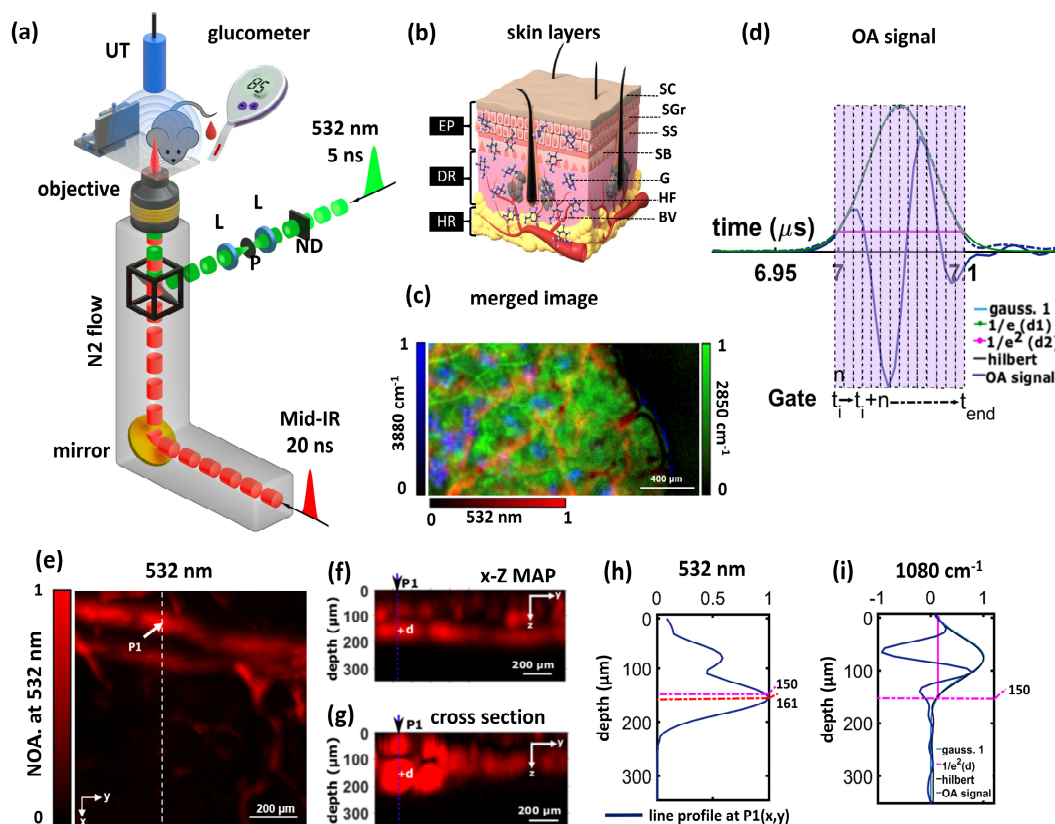 (a)
UT
glucometer
85
532 nm
5 ns
objective
L
L
P
ND
N2 flow
Mid-IR
20 ns
mirror
(b)
skin layers
EP
DR
HR
SC
SGr
SS
SB
G
HF
BV
(c)
merged image
1
3880 cm⁻¹
0
1
2850 cm⁻¹
0
400 µm
0
532 nm
1
(d)
OA signal
time (µs)
6.95
7
7.1
gauss. 1
1/e (d1)
1/e² (d2)
hilbert
OA signal
n
Gate
tᵢ→tᵢ+n
t_end
(e)
532 nm
1
NOA. at 532 nm
0
P1
y
x
200 µm
(f)
P1
x-Z MAP
depth (µm)
0
100
200
300
+d
y
z
200 µm
(g)
P1
cross section
depth (µm)
0
100
200
300
+d
y
z
200 µm
(h)
532 nm
0
0.5
1
depth (µm)
0
100
200
300
150
161
line profile at P1(x,y)
(i)
1080 cm⁻¹
-1
0
1
depth (µm)
0
100
200
300
150
gauss. 1
1/e²(d)
hilbert
OA signal